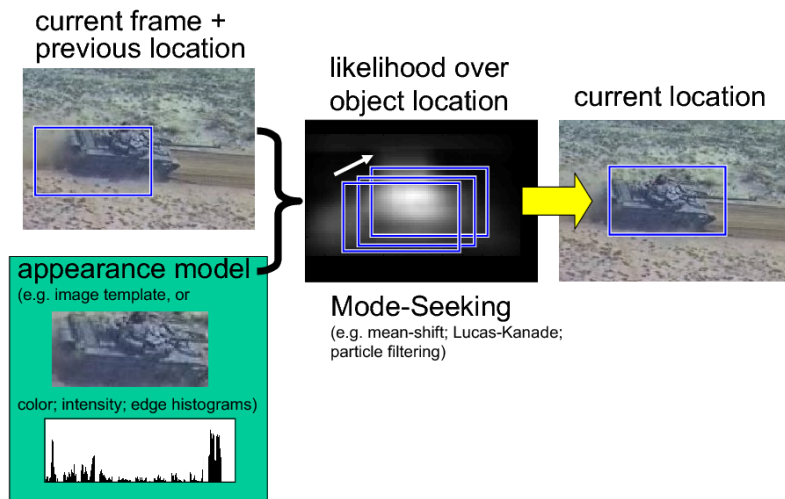 current frame +
previous location
likelihood over
object location
current location
appearance model
(e.g. image template, or
color; intensity; edge histograms)
Mode-Seeking
(e.g. mean-shift; Lucas-Kanade;
particle filtering)